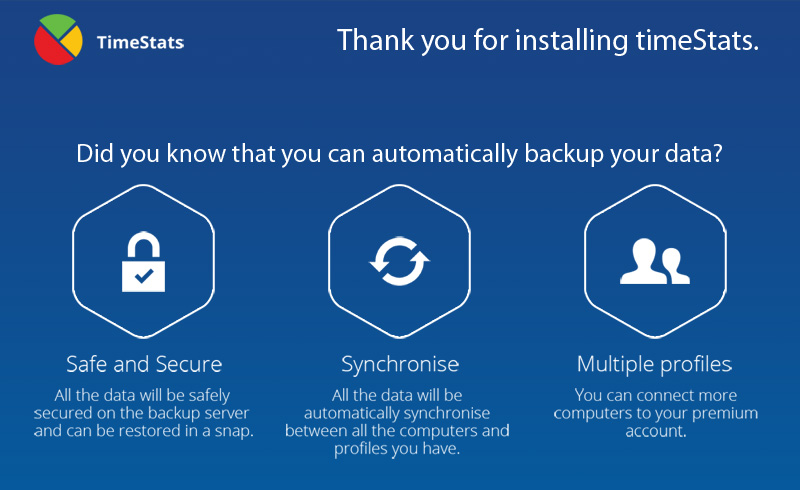 TimeStats
Thank you for installing timeStats.
Did you know that you can automatically backup your data?
Safe and Secure
All the data will be safely
secured on the backup server
and can be restored in a snap.
Synchronise
All the data will be
automatically synchronise
between all the computers and
profiles you have.
Multiple profiles
You can connect more
computers to your premium
account.